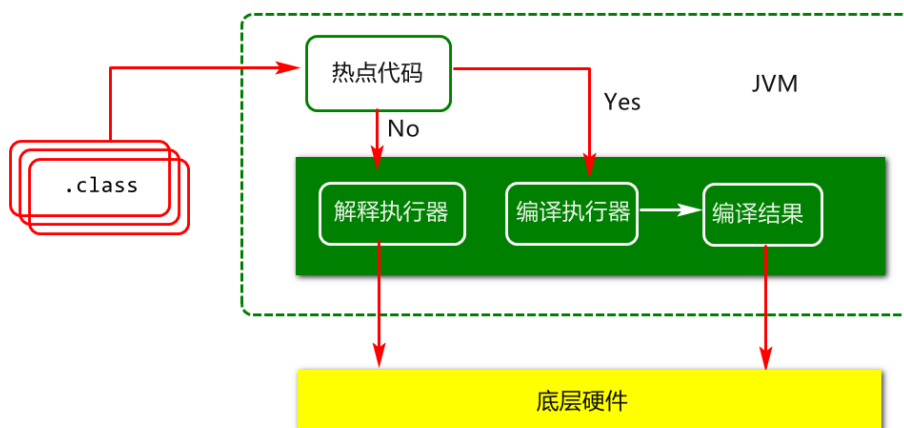 热点代码
JVM
Yes
No
.class
解释执行器
编译执行器
编译结果
底层硬件